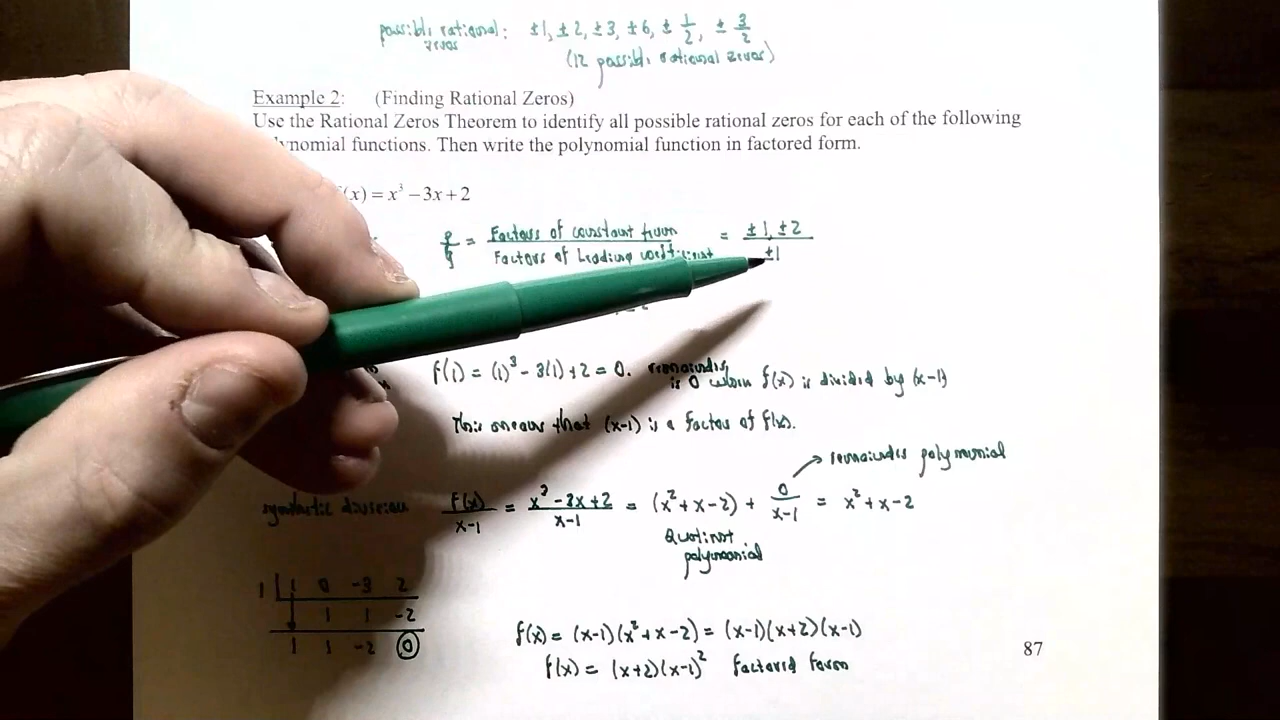 possible rational zeros: ±1, ±2, ±3, ±6, ± 1/2, ± 3/2
(12 possible rational zeros)
Example 2: (Finding Rational Zeros)
Use the Rational Zeros Theorem to identify all possible rational zeros for each of the following
ynomial functions. Then write the polynomial function in factored form.
(x) = x³ − 3x + 2
p/q = Factors of constant term / Factors of Leading coefficient = ±1, ±2 / ±1
f(1) = (1)³ - 3(1) + 2 = 0. remainder
is 0 when f(x) is divided by (x-1)
This means that (x-1) is a factor of f(x).
remainder polynomial
synthetic division f(x)/(x-1) = (x³ - 3x + 2)/(x-1) = (x² + x - 2) + 0/(x-1) = x² + x - 2
Quotient
polynomial
1 | 1 0 -3 2
1 1 -2
1 1 -2 0
f(x) = (x-1)(x² + x - 2) = (x-1)(x+2)(x-1)
f(x) = (x+2)(x-1)² factored form
87